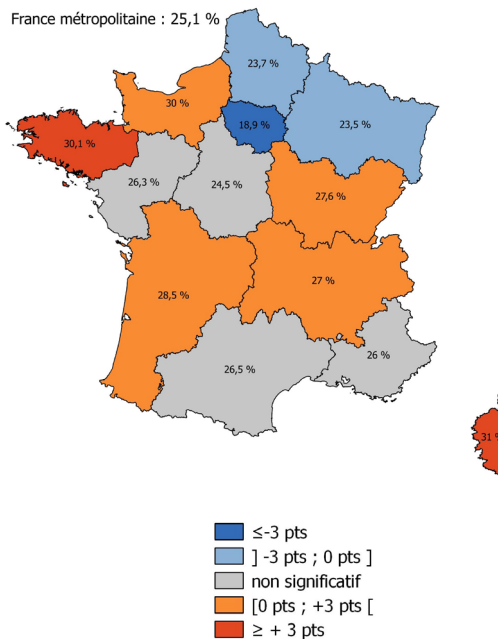 France métropolitaine : 25,1 %
23,7 %
30 %
18,9 %
23,5 %
30,1 %
26,3 %
24,5 %
27,6 %
28,5 %
27 %
26,5 %
26 %
31 %
≤-3 pts
] -3 pts ; 0 pts ]
non significatif
[0 pts ; +3 pts [
≥ + 3 pts